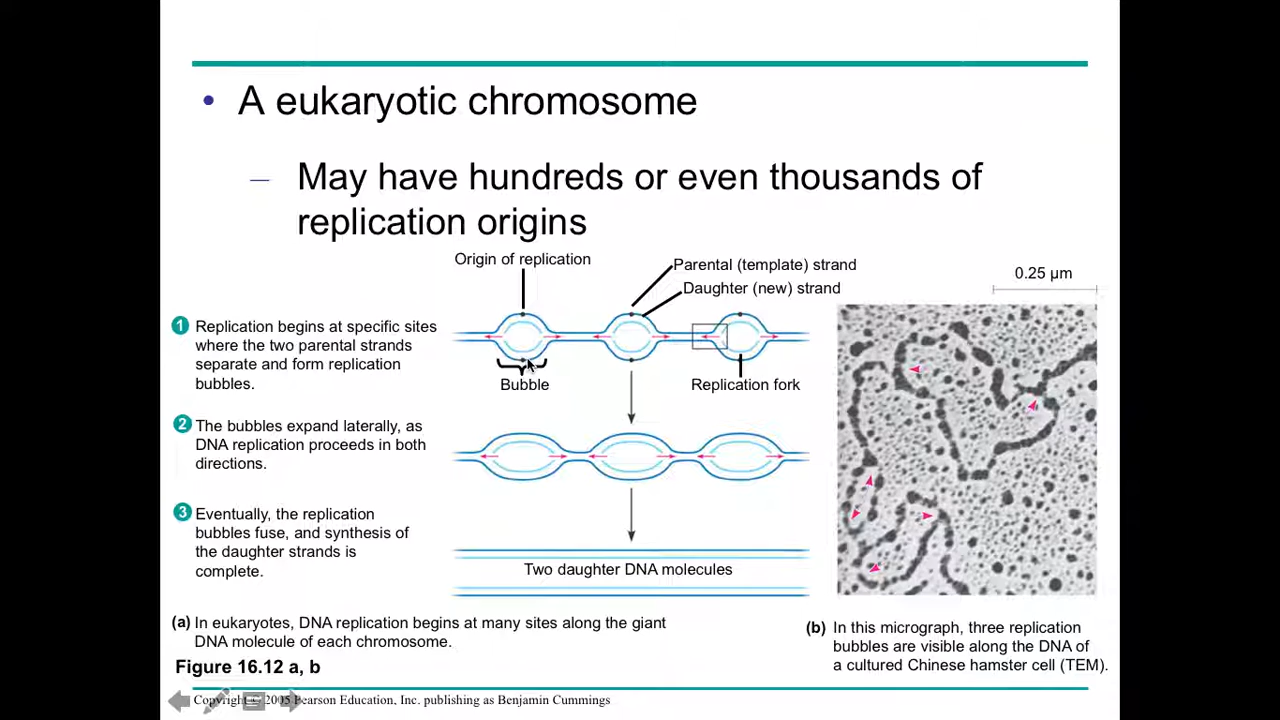 • A eukaryotic chromosome
– May have hundreds or even thousands of
replication origins
Origin of replication
Parental (template) strand
Daughter (new) strand
0.25 µm
1 Replication begins at specific sites
where the two parental strands
separate and form replication
bubbles.
Bubble
Replication fork
2 The bubbles expand laterally, as
DNA replication proceeds in both
directions.
3 Eventually, the replication
bubbles fuse, and synthesis of
the daughter strands is
complete.
Two daughter DNA molecules
(a) In eukaryotes, DNA replication begins at many sites along the giant
DNA molecule of each chromosome.
(b) In this micrograph, three replication
bubbles are visible along the DNA of
a cultured Chinese hamster cell (TEM).
Figure 16.12 a, b
Copyright © 2005 Pearson Education, Inc. publishing as Benjamin Cummings